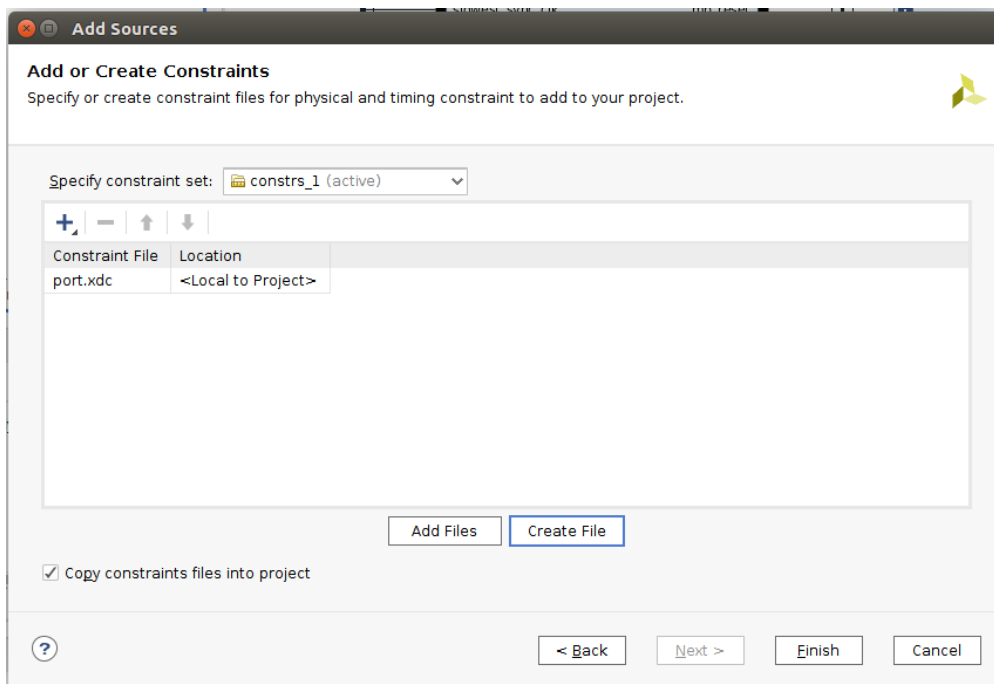 Add Sources
Add or Create Constraints
Specify or create constraint files for physical and timing constraint to add to your project.
Specify constraint set: constrs_1 (active)
Constraint File Location
port.xdc <Local to Project>
Add Files Create File
Copy constraints files into project
? < Back Next > Finish Cancel